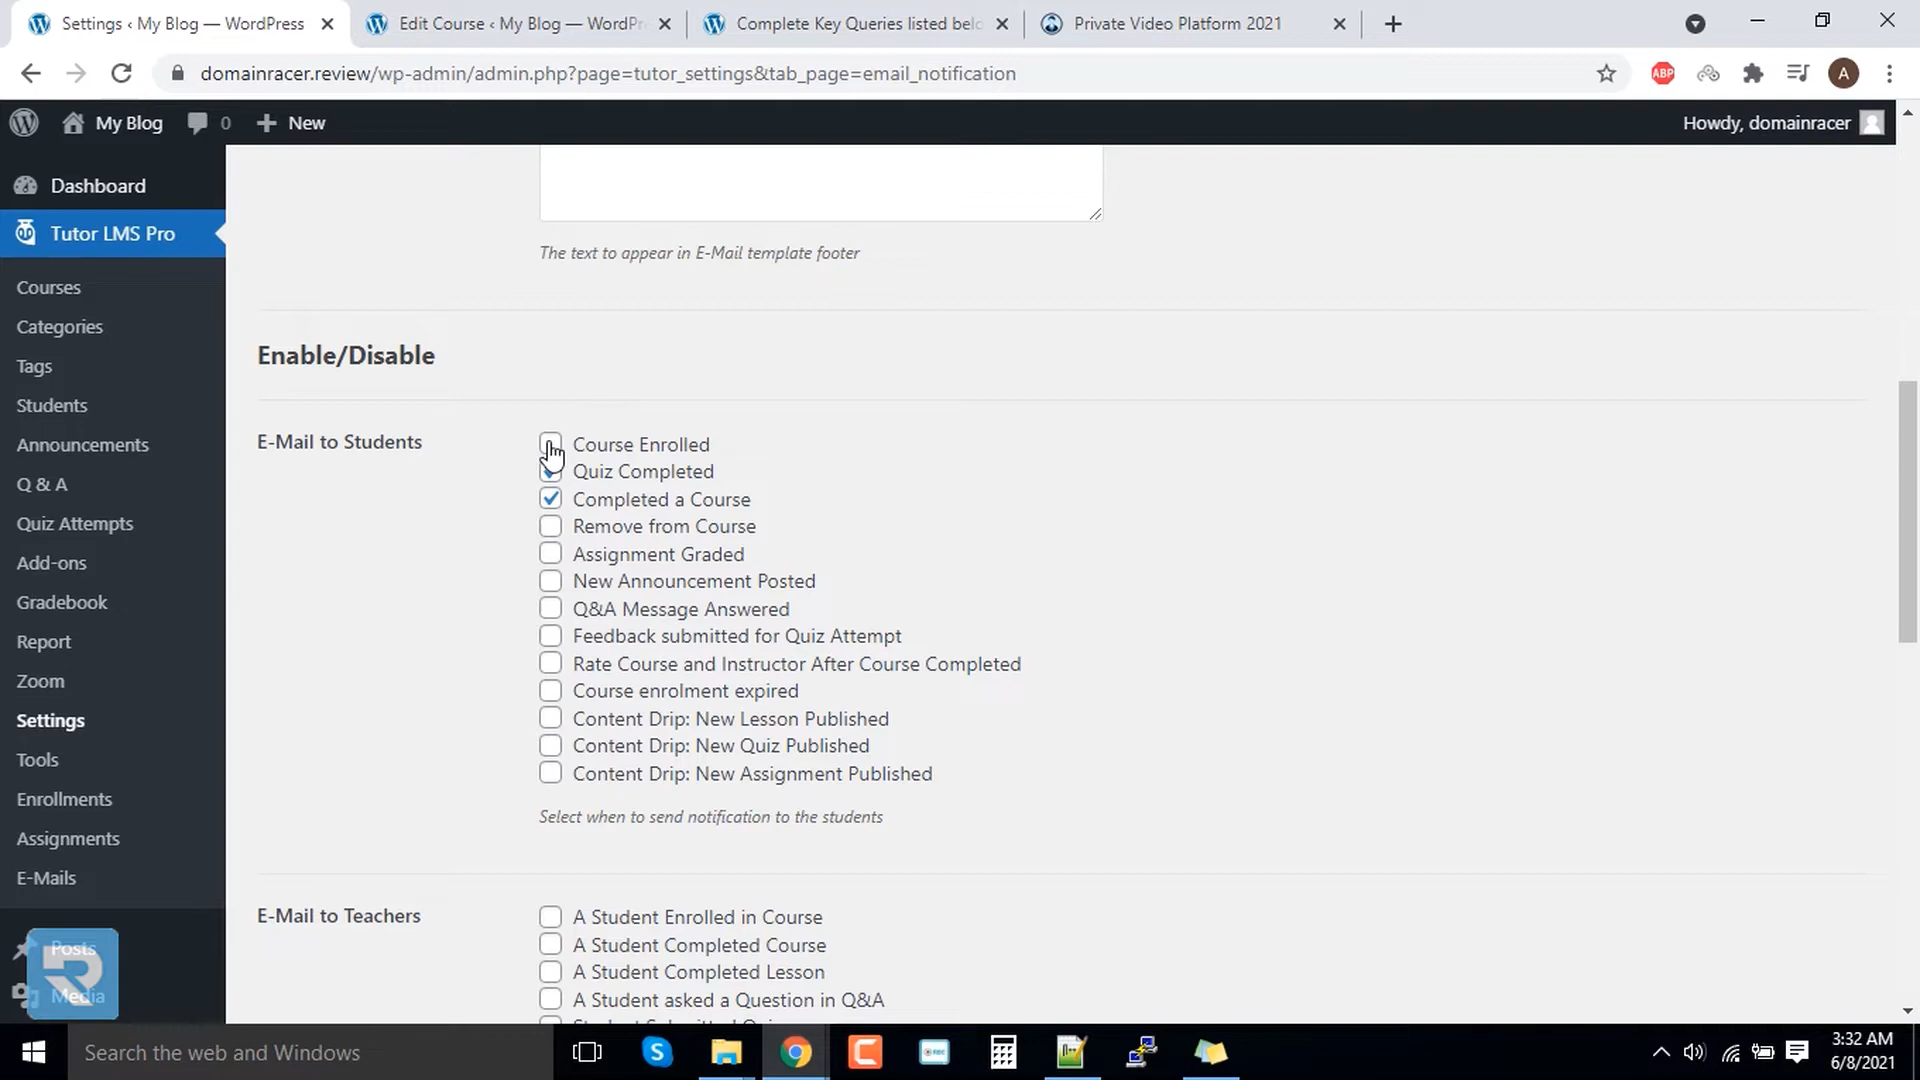 Settings ‹ My Blog — WordPress
Edit Course ‹ My Blog — WordPr
Complete Key Queries listed belo
Private Video Platform 2021
domainracer.review/wp-admin/admin.php?page=tutor_settings&tab_page=email_notification
ABP
A
My Blog
0
New
Howdy, domainracer
Dashboard
Tutor LMS Pro
Courses
Categories
Tags
Students
Announcements
Q & A
Quiz Attempts
Add-ons
Gradebook
Report
Zoom
Settings
Tools
Enrollments
Assignments
E-Mails
Posts
Media
The text to appear in E-Mail template footer
Enable/Disable
E-Mail to Students
Course Enrolled
Quiz Completed
Completed a Course
Remove from Course
Assignment Graded
New Announcement Posted
Q&A Message Answered
Feedback submitted for Quiz Attempt
Rate Course and Instructor After Course Completed
Course enrolment expired
Content Drip: New Lesson Published
Content Drip: New Quiz Published
Content Drip: New Assignment Published
Select when to send notification to the students
E-Mail to Teachers
A Student Enrolled in Course
A Student Completed Course
A Student Completed Lesson
A Student asked a Question in Q&A
Search the web and Windows
3:32 AM
6/8/2021